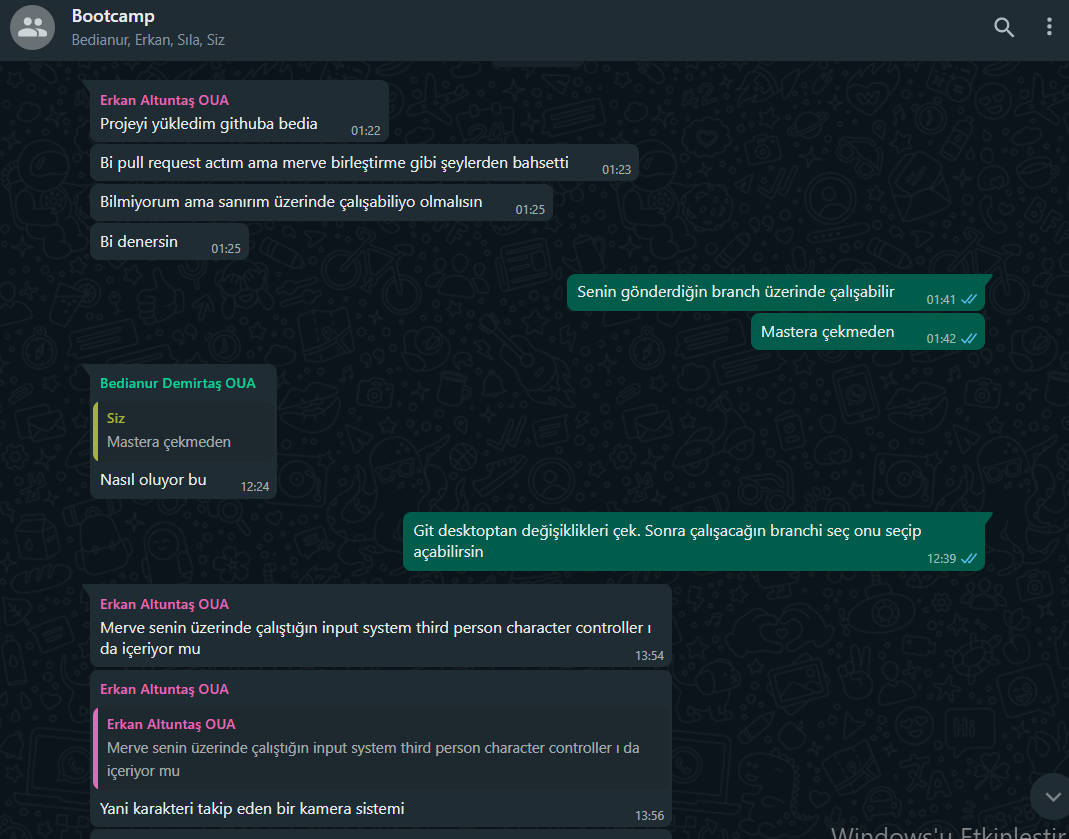 Bootcamp
Bedianur, Erkan, Sıla, Siz
Erkan Altuntaş OUA
Projeyi yükledim githuba bedia
01:22
Bi pull request actım ama merve birleştirme gibi şeylerden bahsetti
01:23
Bilmiyorum ama sanırım üzerinde çalışabiliyo olmalısın
01:25
Bi denersin
01:25
Senin gönderdiğin branch üzerinde çalışabilir
01:41
Mastera çekmeden
01:42
Bedianur Demirtaş OUA
Siz
Mastera çekmeden
Nasıl oluyor bu
12:24
Git desktoptan değişiklikleri çek. Sonra çalışacağın branchi seç onu seçip
açabilirsin
12:39
Erkan Altuntaş OUA
Merve senin üzerinde çalıştığın input system third person character controller ı
da içeriyor mu
13:54
Erkan Altuntaş OUA
Erkan Altuntaş OUA
Merve senin üzerinde çalıştığın input system third person character controller ı da
içeriyor mu
Yani karakteri takip eden bir kamera sistemi
13:56
Windows'u Etkinleştir